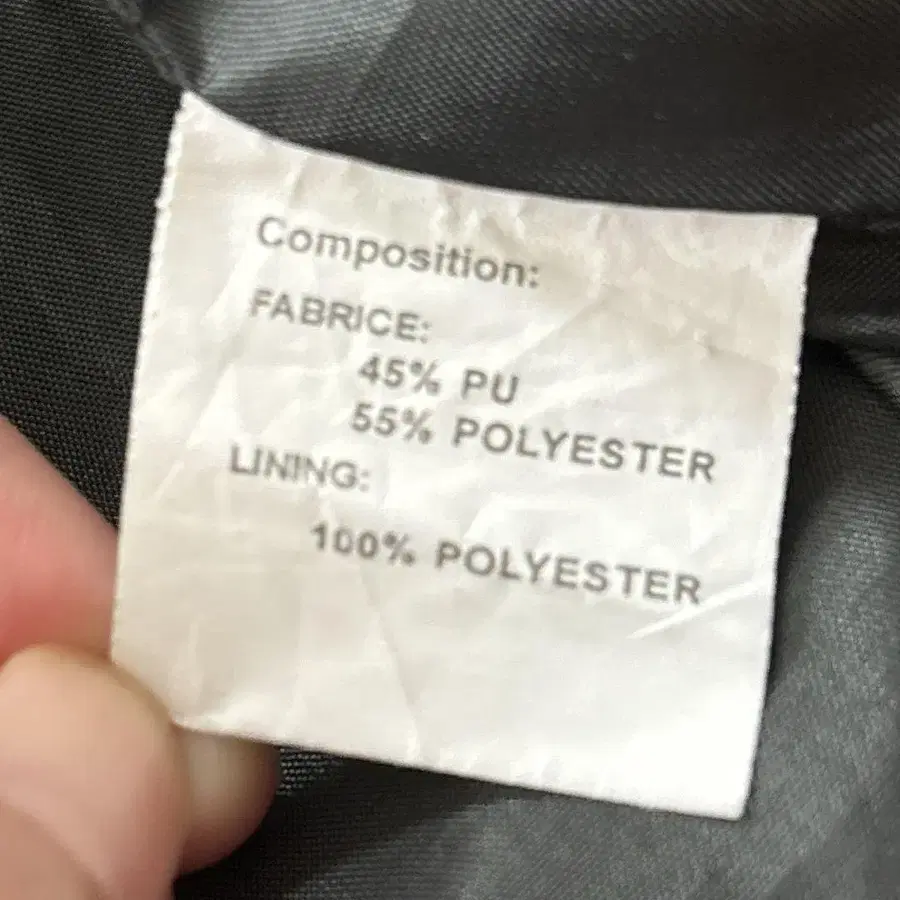 Composition:
FABRICE:
45% PU
55% POLYESTER
LINING:
100% POLYESTER